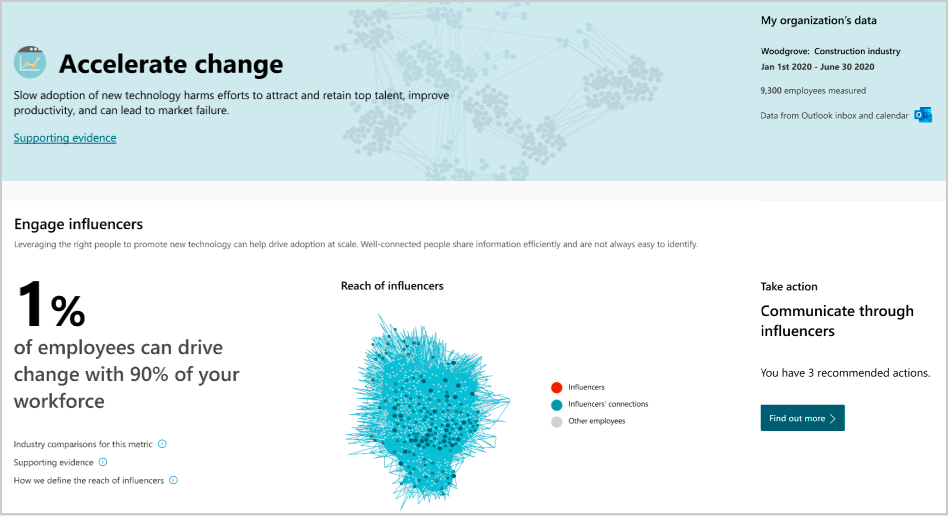 My organization's data
Accelerate change
Woodgrove: Construction industry
Jan 1st 2020 - June 30 2020
Slow adoption of new technology harms efforts to attract and retain top talent, improve
productivity, and can lead to market failure.
9,300 employees measured
Data from Outlook inbox and calendar
Supporting evidence
Engage influencers
Leveraging the right people to promote new technology can help drive adoption at scale. Well-connected people share information efficiently and are not always easy to identify.
1%
of employees can drive
change with 90% of your
workforce
Industry comparisons for this metric
Supporting evidence
How we define the reach of influencers
Reach of influencers
Influencers
Influencers' connections
Other employees
Take action
Communicate through
influencers
You have 3 recommended actions.
Find out more